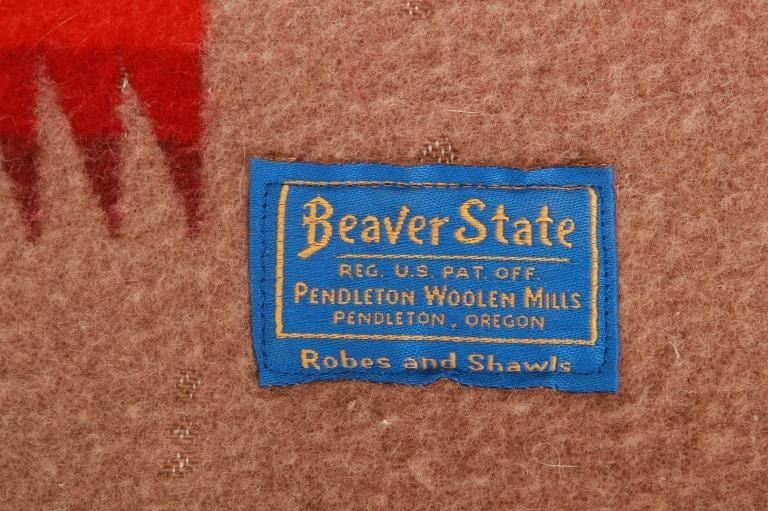 Beaver State
REG. U.S. PAT. OFF.
PENDLETON WOOLEN MILLS
PENDLETON, OREGON
Robes and Shawls